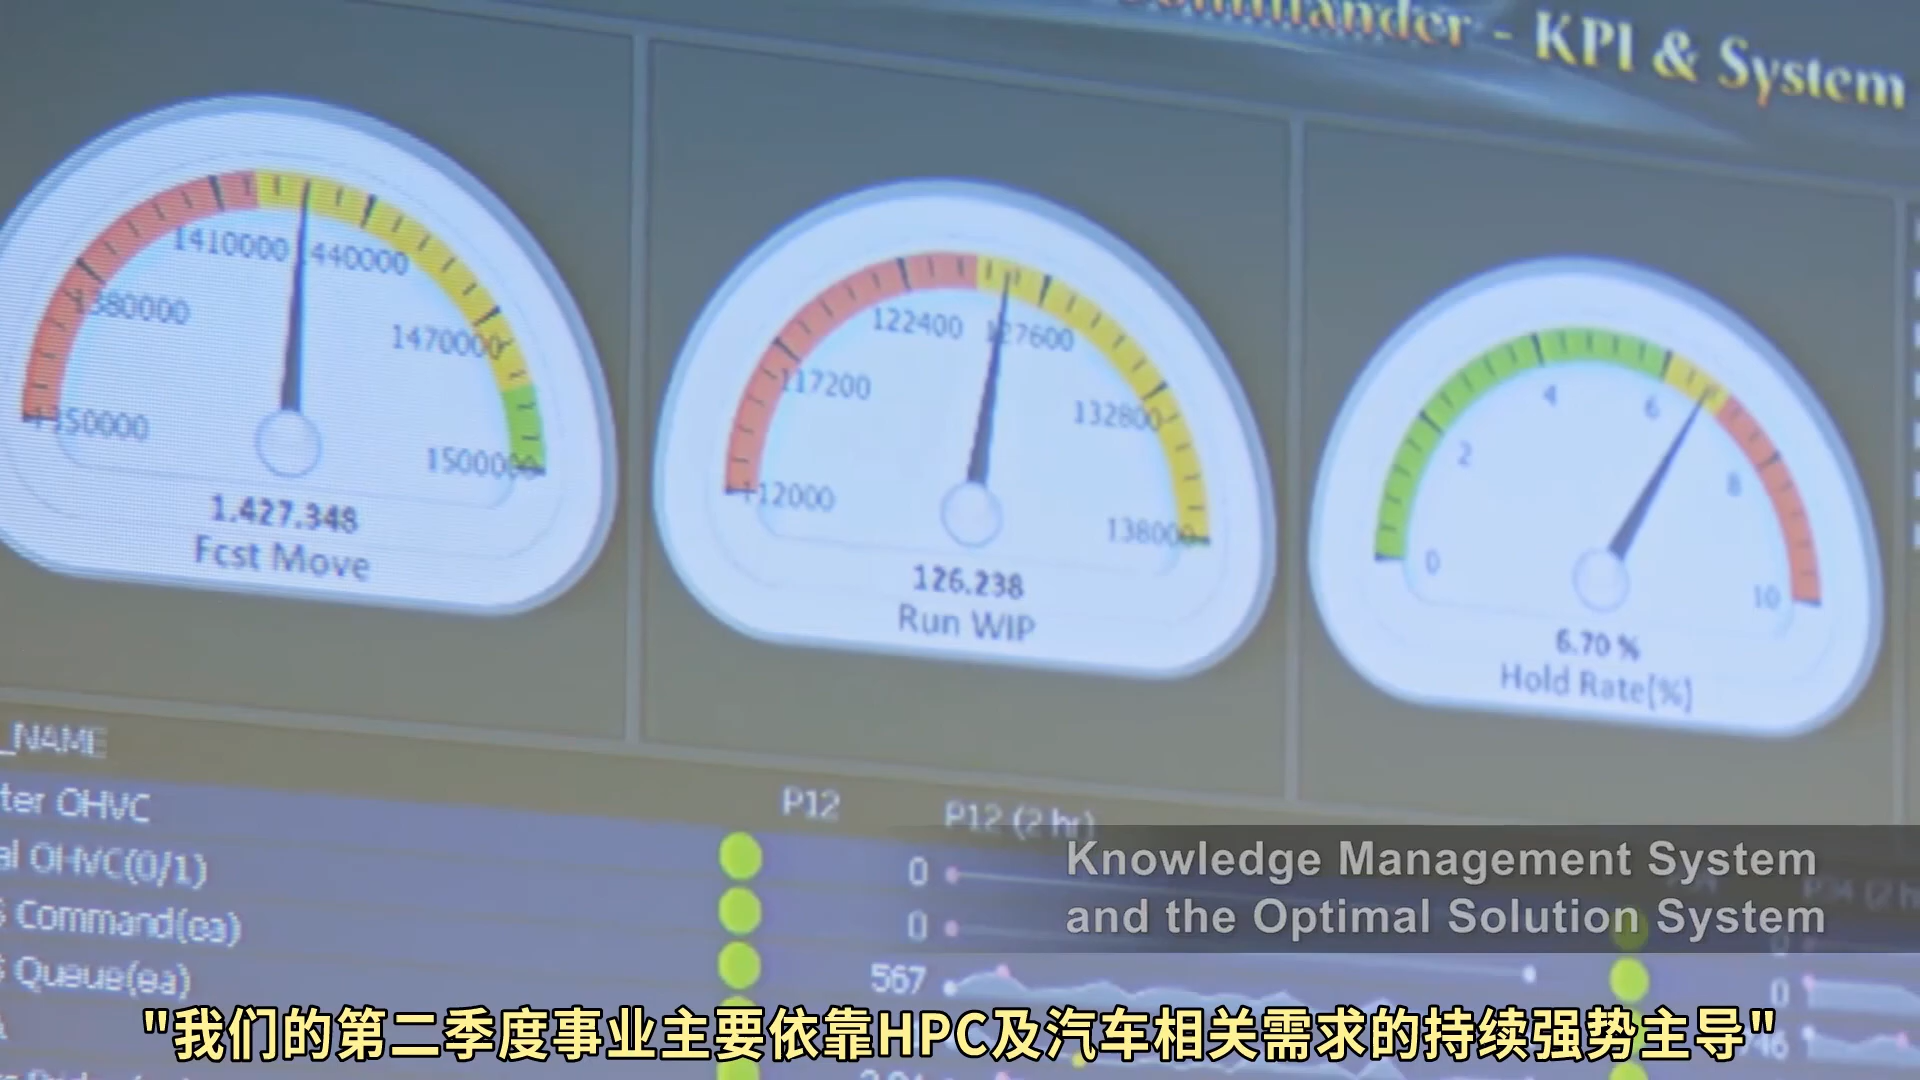 Commander - KPI & System
1410000
1440000
1380000
1470000
1350000
1500000
1.427.348
Fcst Move
122400
127600
117200
132800
112000
138000
126.238
Run WIP
4
6
2
8
0
10
6.70 %
Hold Rate(%)
_NAME
P12
P12 (2 hr)
ter OHVC
al OHVC(0/1)
0
Command(ea)
0
Queue(ea)
567
0
Knowledge Management System
and the Optimal Solution System
"我们的第二季度事业主要依靠HPC及汽车相关需求的持续强势主导"